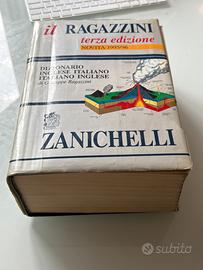 il RAGAZZINI
terza edizione
NOVITÀ 1995/96
DIZIONARIO
INGLESE ITALIANO
ITALIANO INGLESE
di Giuseppe Ragazzini
ZANICHELLI
subito